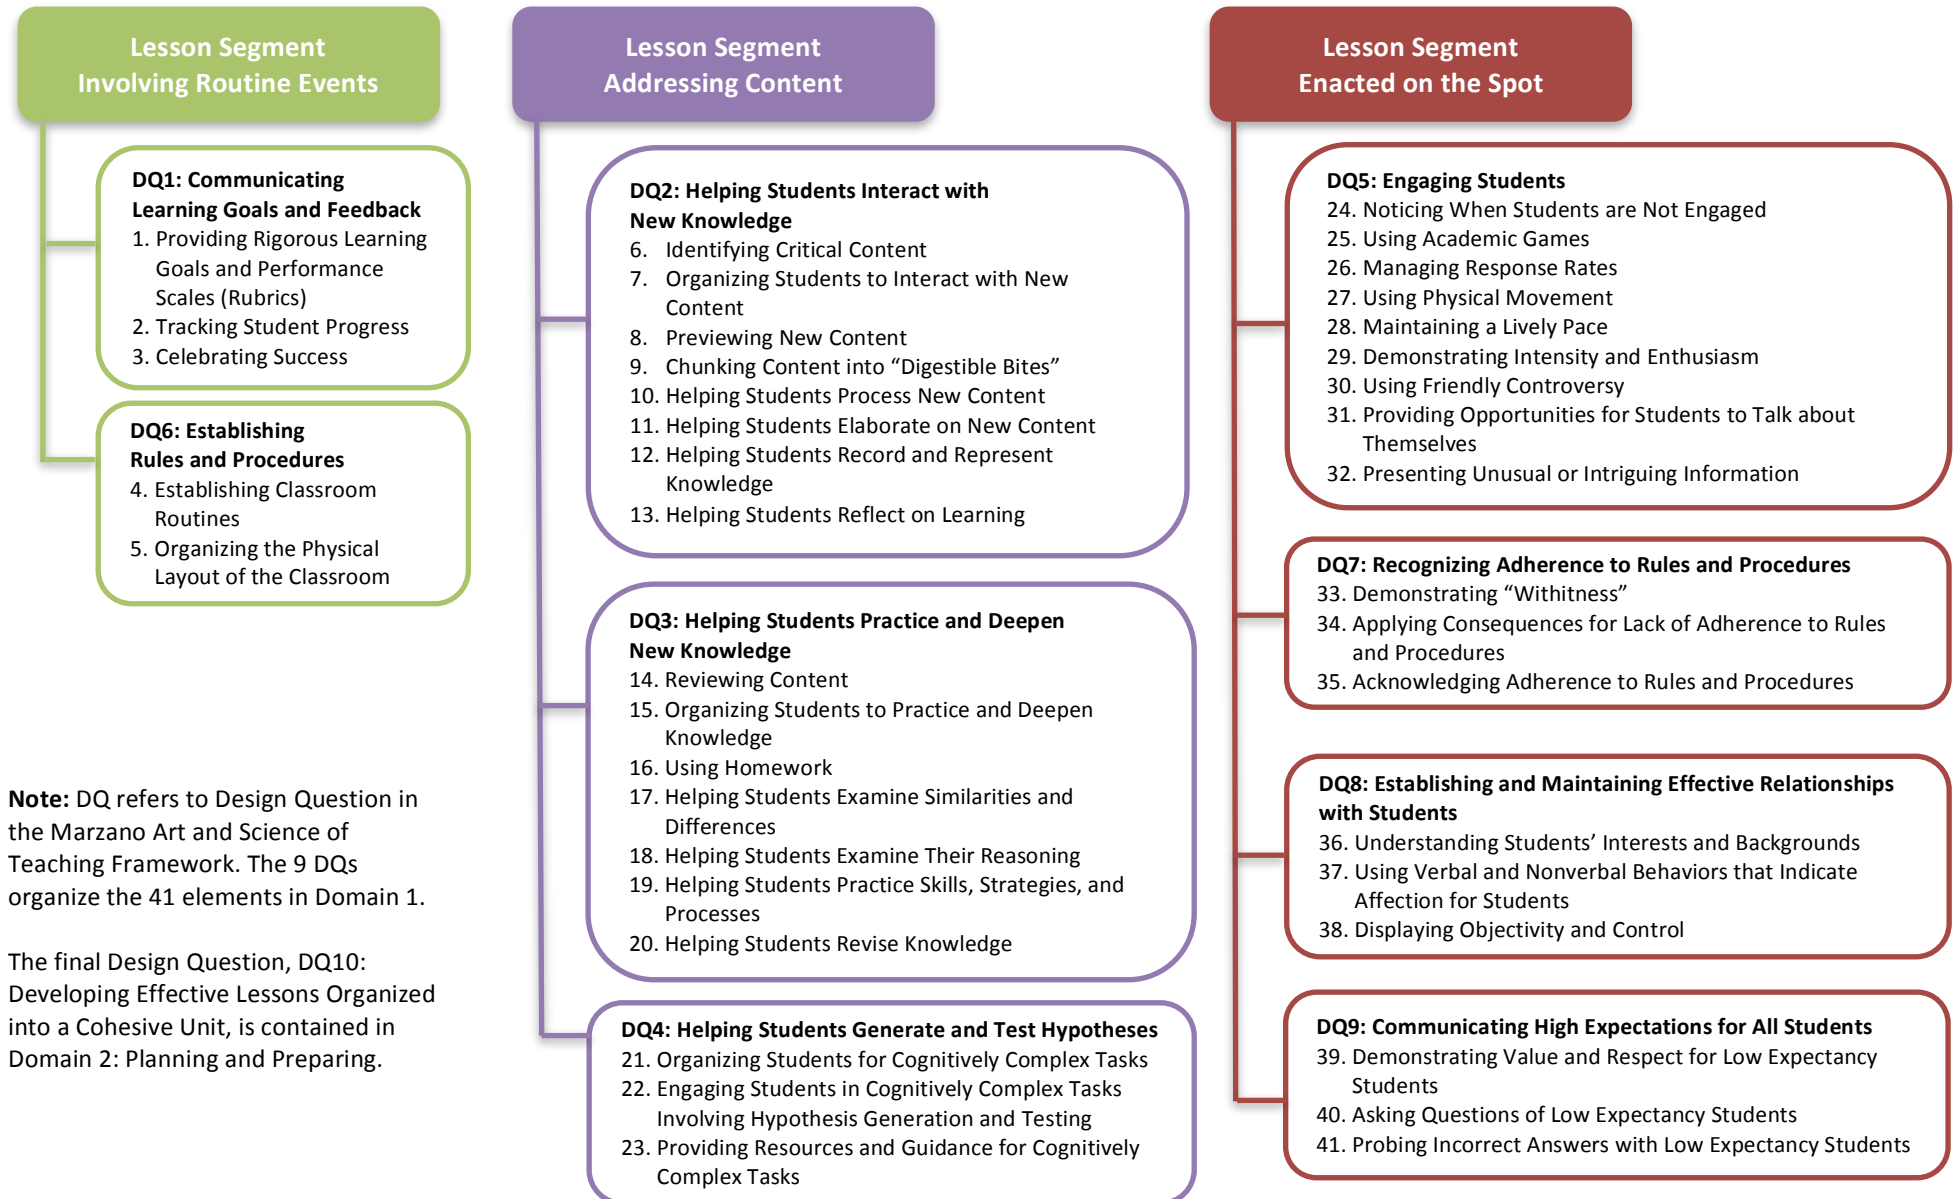 Lesson Segment
Involving Routine Events
DQ1: Communicating
Learning Goals and Feedback
1. Providing Rigorous Learning
Goals and Performance
Scales (Rubrics)
2. Tracking Student Progress
3. Celebrating Success
DQ6: Establishing
Rules and Procedures
4. Establishing Classroom
Routines
5. Organizing the Physical
Layout of the Classroom
Note: DQ refers to Design Question in
the Marzano Art and Science of
Teaching Framework. The 9 DQs
organize the 41 elements in Domain 1.
The final Design Question, DQ10:
Developing Effective Lessons Organized
into a Cohesive Unit, is contained in
Domain 2: Planning and Preparing.
Lesson Segment
Addressing Content
DQ2: Helping Students Interact with
New Knowledge
6. Identifying Critical Content
7. Organizing Students to Interact with New
Content
8. Previewing New Content
9. Chunking Content into “Digestible Bites”
10. Helping Students Process New Content
11. Helping Students Elaborate on New Content
12. Helping Students Record and Represent
Knowledge
13. Helping Students Reflect on Learning
DQ3: Helping Students Practice and Deepen
New Knowledge
14. Reviewing Content
15. Organizing Students to Practice and Deepen
Knowledge
16. Using Homework
17. Helping Students Examine Similarities and
Differences
18. Helping Students Examine Their Reasoning
19. Helping Students Practice Skills, Strategies, and
Processes
20. Helping Students Revise Knowledge
DQ4: Helping Students Generate and Test Hypotheses
21. Organizing Students for Cognitively Complex Tasks
22. Engaging Students in Cognitively Complex Tasks
Involving Hypothesis Generation and Testing
23. Providing Resources and Guidance for Cognitively
Complex Tasks
Lesson Segment
Enacted on the Spot
DQ5: Engaging Students
24. Noticing When Students are Not Engaged
25. Using Academic Games
26. Managing Response Rates
27. Using Physical Movement
28. Maintaining a Lively Pace
29. Demonstrating Intensity and Enthusiasm
30. Using Friendly Controversy
31. Providing Opportunities for Students to Talk about
Themselves
32. Presenting Unusual or Intriguing Information
DQ7: Recognizing Adherence to Rules and Procedures
33. Demonstrating “Withitness”
34. Applying Consequences for Lack of Adherence to Rules
and Procedures
35. Acknowledging Adherence to Rules and Procedures
DQ8: Establishing and Maintaining Effective Relationships
with Students
36. Understanding Students’ Interests and Backgrounds
37. Using Verbal and Nonverbal Behaviors that Indicate
Affection for Students
38. Displaying Objectivity and Control
DQ9: Communicating High Expectations for All Students
39. Demonstrating Value and Respect for Low Expectancy
Students
40. Asking Questions of Low Expectancy Students
41. Probing Incorrect Answers with Low Expectancy Students